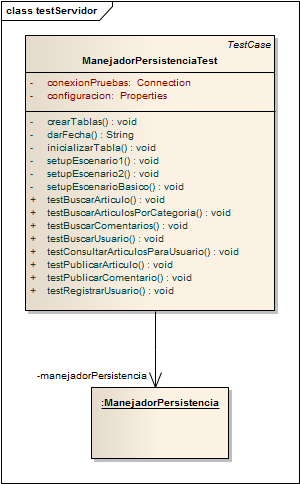 class testServidor
TestCase
ManejadorPersistenciaTest
- conexionPruebas: Connection
- configuracion: Properties
- crearTablas() : void
- darFecha() : String
- inicializarTabla() : void
- setupEscenario1() : void
- setupEscenario2() : void
- setupEscenarioBasico() : void
+ testBuscarArticulo() : void
+ testBuscarArticulosPorCategoria() : void
+ testBuscarComentarios() : void
+ testBuscarUsuario() : void
+ testConsultarArticulosParaUsuario() : void
+ testPublicarArticulo() : void
+ testPublicarComentario() : void
+ testRegistrarUsuario() : void
-manejadorPersistencia
:ManejadorPersistencia